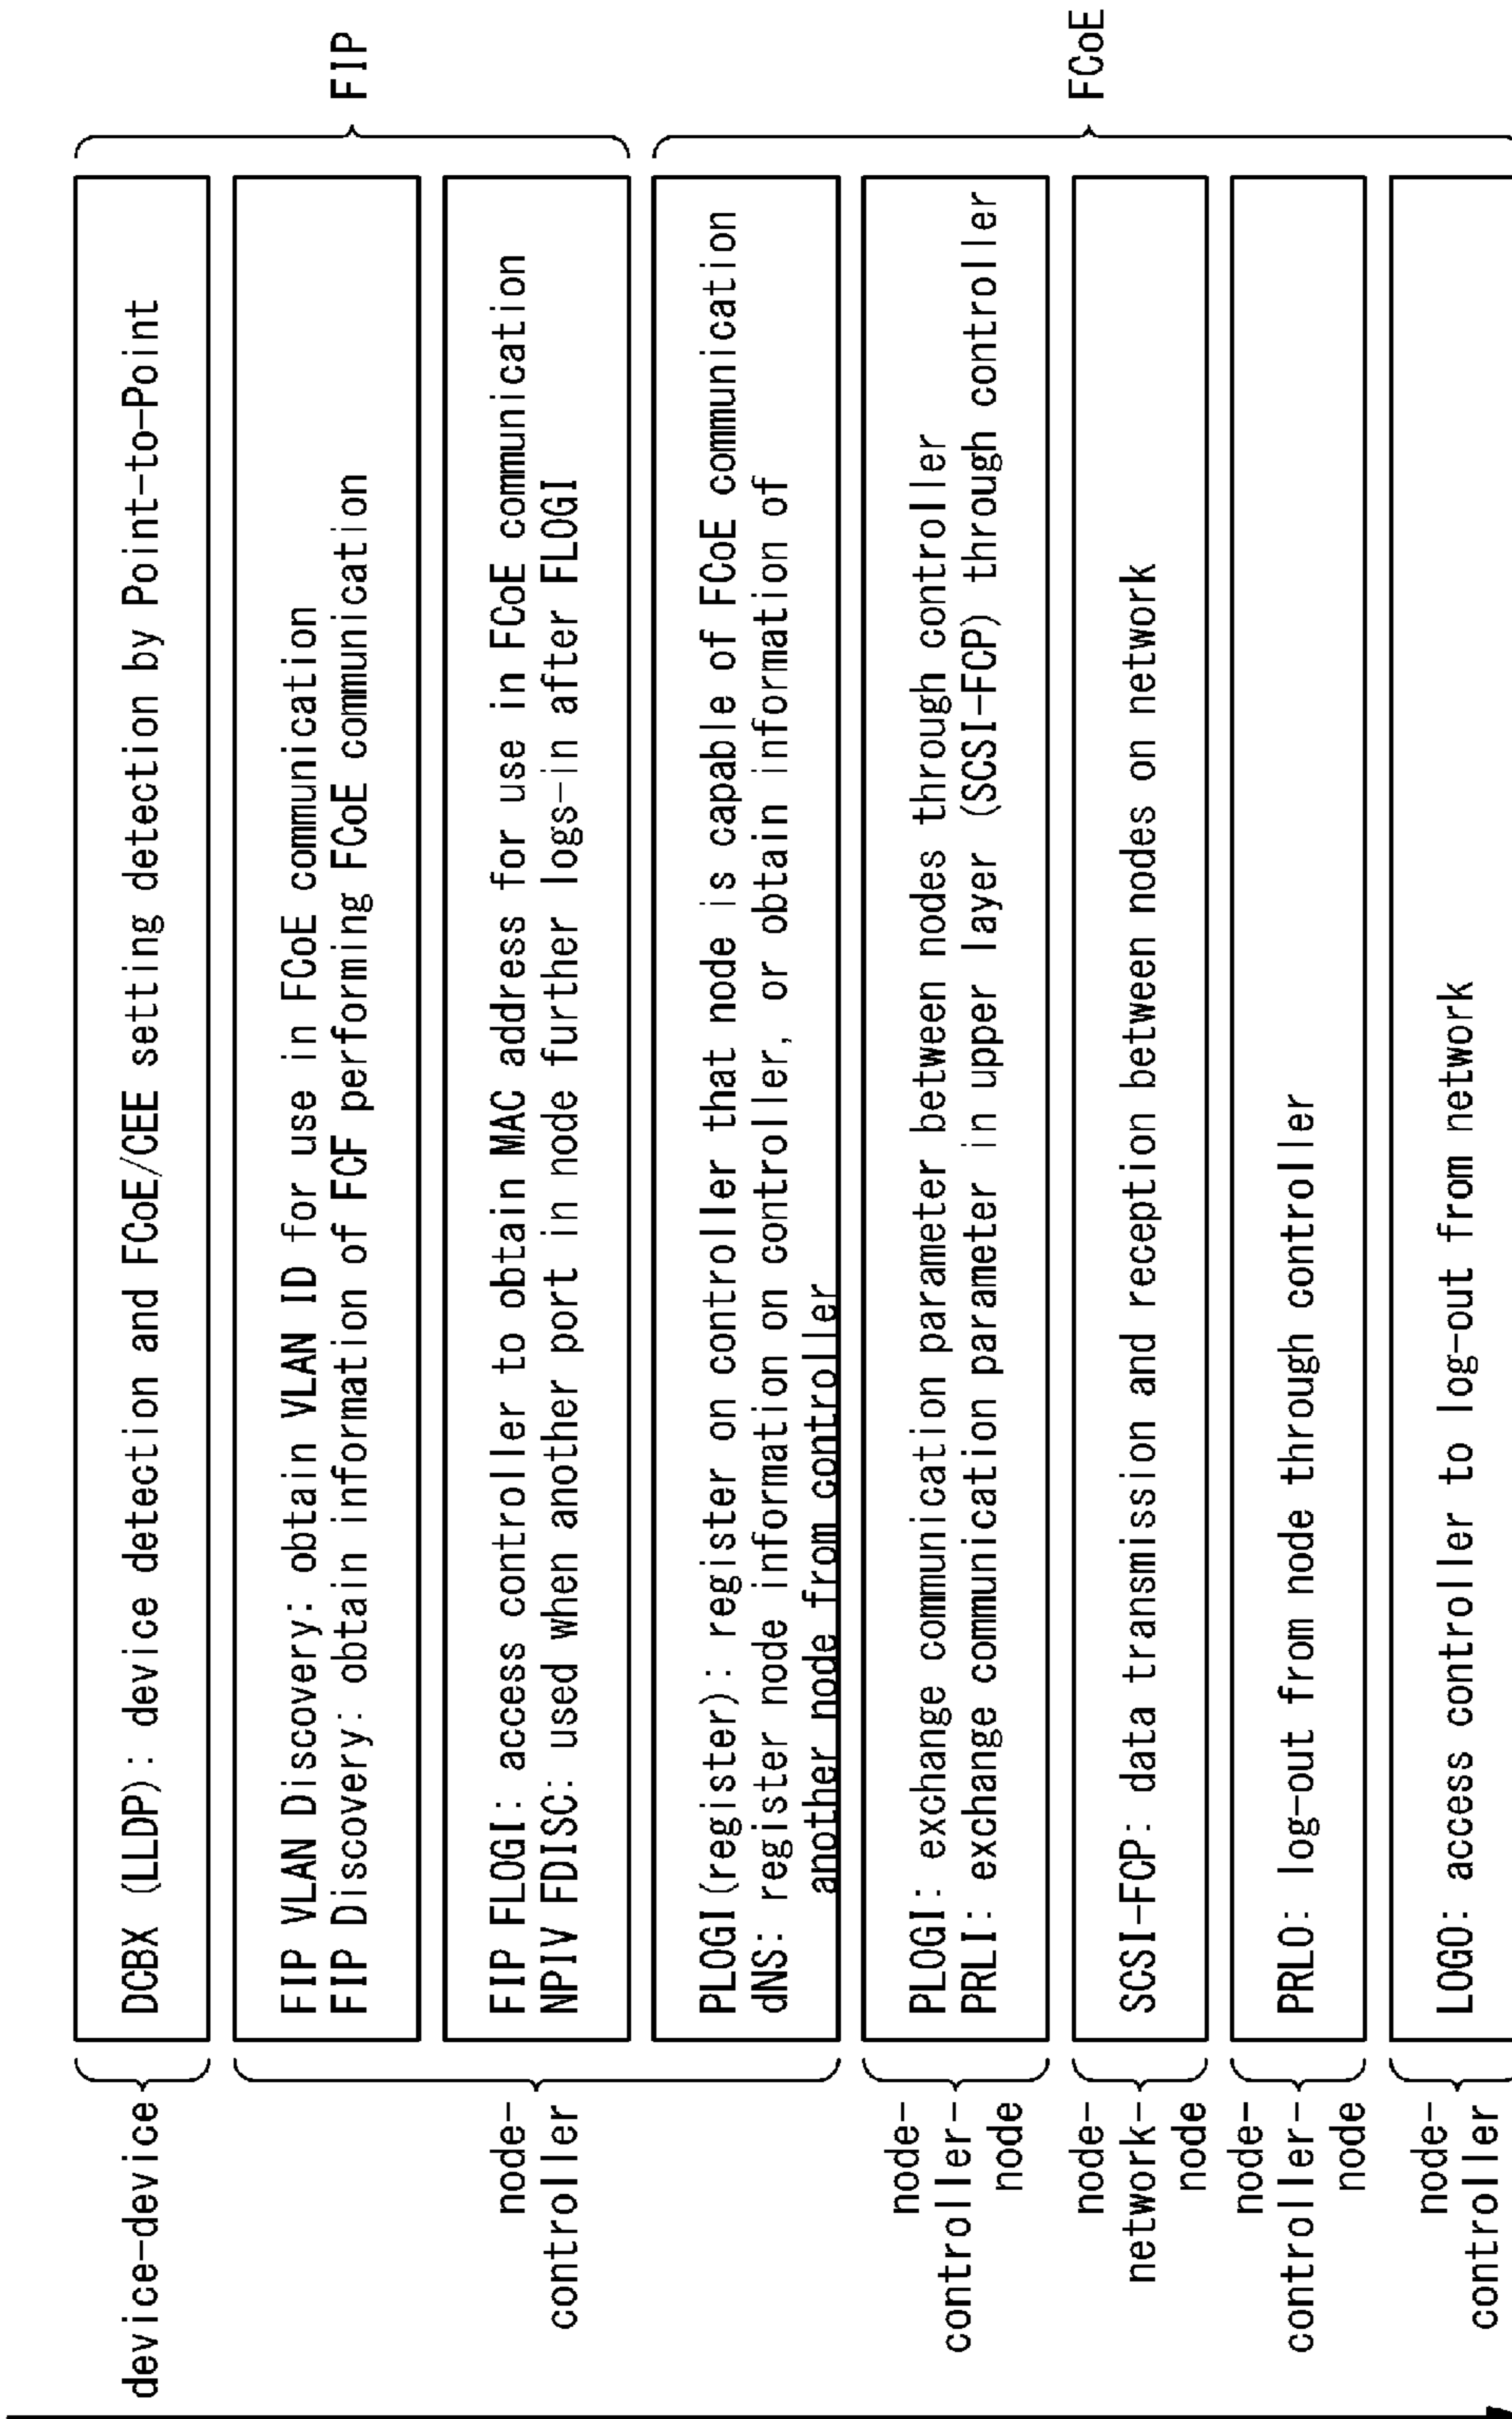 device-device
DCBX (LLDP): device detection and FCoE/CEE setting detection by Point-to-Point
FIP VLAN Discovery: obtain VLAN ID for use in FCoE communication
FIP Discovery: obtain information of FCF performing FCoE communication
FIP
node-
controller
FIP FLOGI: access controller to obtain MAC address for use in FCoE communication
NPIV FDISC: used when another port in node further logs-in after FLOGI
PLOGI(register): register on controller that node is capable of FCoE communication
dNS: register node information on controller, or obtain information of
another node from controller
node-
controller-
node
PLOGI: exchange communication parameter between nodes through controller
PRLI: exchange communication parameter in upper layer (SCSI-FCP) through controller
FCoE
node-
network-
node
SCSI-FCP: data transmission and reception between nodes on network
node-
controller-
node
PRLO: log-out from node through controller
node-
controller
LOGO: access controller to log-out from network